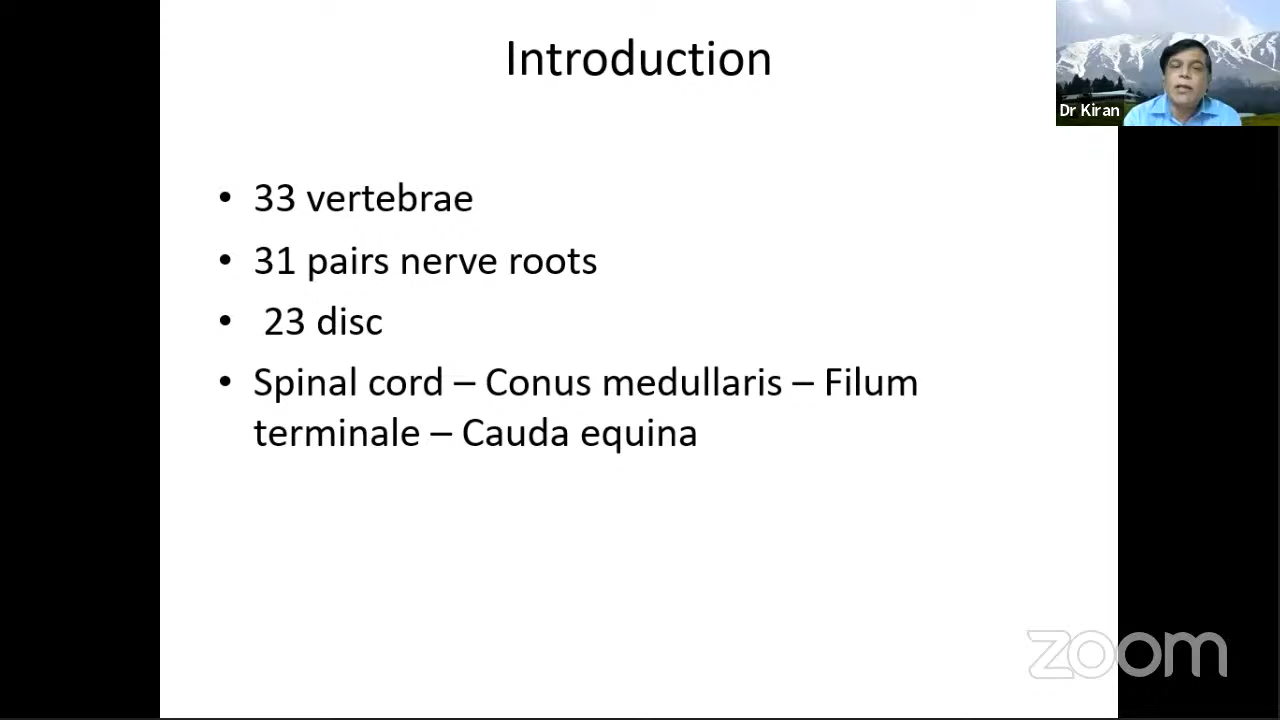 Introduction
Dr Kiran
• 33 vertebrae
• 31 pairs nerve roots
• 23 disc
• Spinal cord – Conus medullaris – Filum
terminale – Cauda equina
zoom